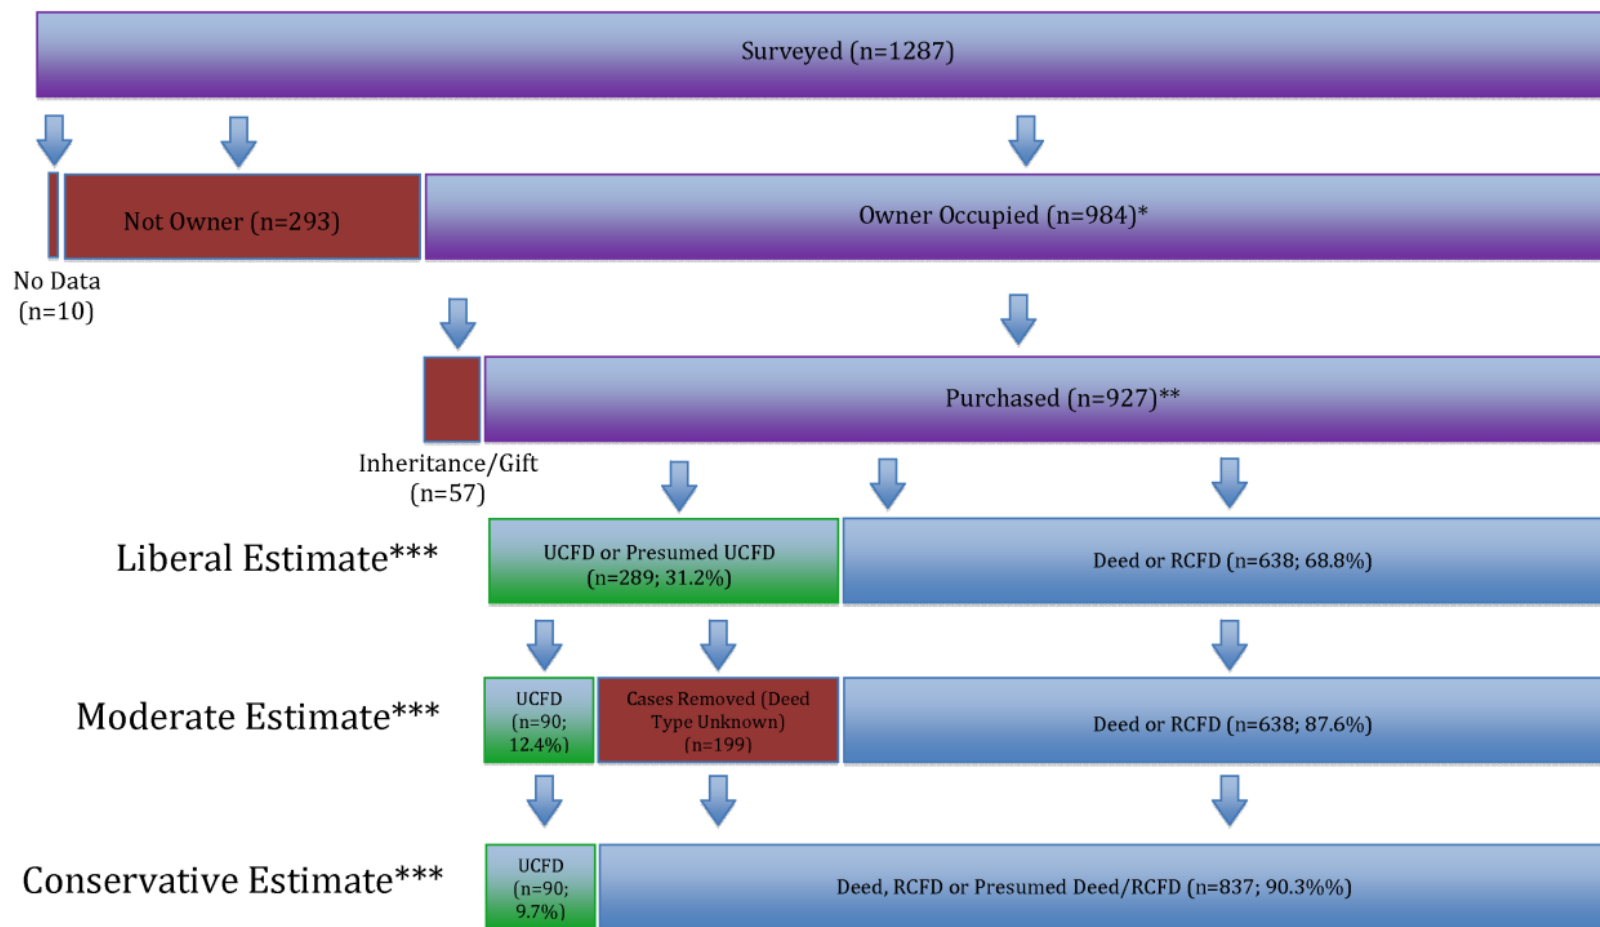 Surveyed (n=1287)
Not Owner (n=293)
Owner Occupied (n=984)*
No Data
(n=10)
Purchased (n=927)**
Inheritance/Gift
(n=57)
Liberal Estimate***
UCFD or Presumed UCFD
(n=289; 31.2%)
Deed or RCFD (n=638; 68.8%)
Moderate Estimate***
UCFD
(n=90;
12.4%)
Cases Removed (Deed
Type Unknown)
(n=199)
Deed or RCFD (n=638; 87.6%)
Conservative Estimate***
UCFD
(n=90;
9.7%)
Deed, RCFD or Presumed Deed/RCFD (n=837; 90.3%%)